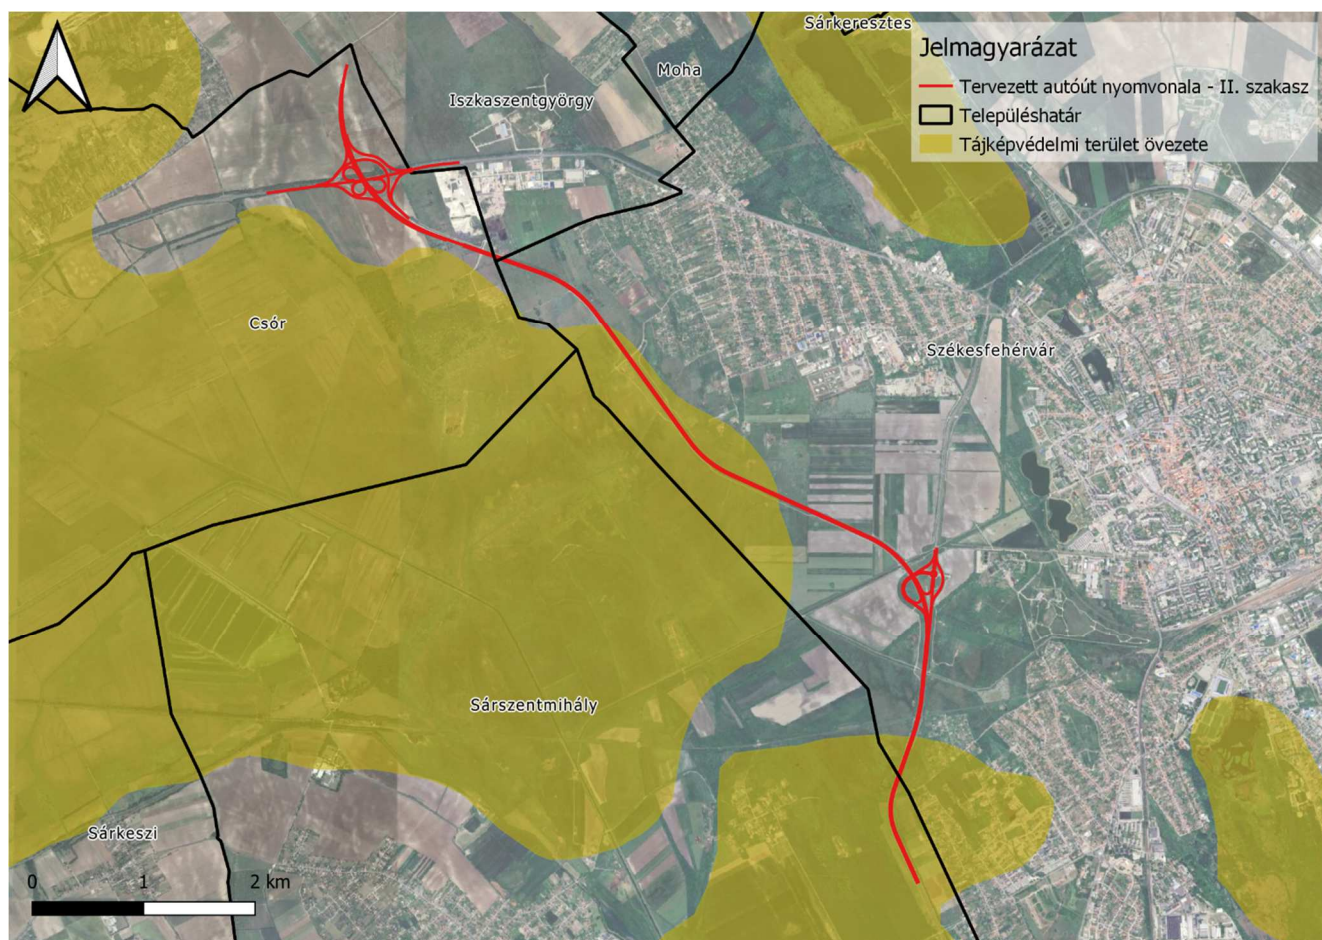 Sárkeresztes
Jelmagyarázat
Tervezett autóút nyomvonala - II. szakasz
Településhatár
Tájképvédelmi terület övezete
Moha
Iszkaszentgyörgy
Csór
Székesfehérvár
Sárszentmihály
Sárkeszi
0 1 2 km